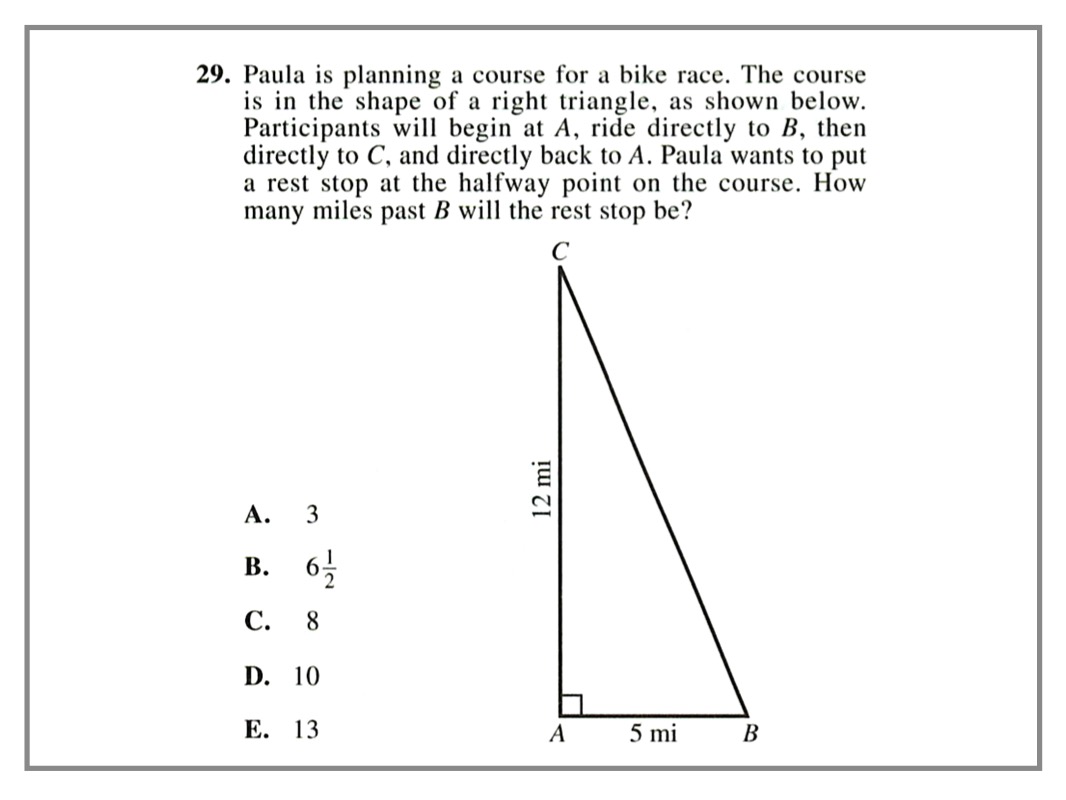 29. Paula is planning a course for a bike race. The course
is in the shape of a right triangle, as shown below.
Participants will begin at A, ride directly to B, then
directly to C, and directly back to A. Paula wants to put
a rest stop at the halfway point on the course. How
many miles past B will the rest stop be?
C
12 mi
A. 3
B. 6 1/2
C. 8
D. 10
E. 13
A 5 mi B